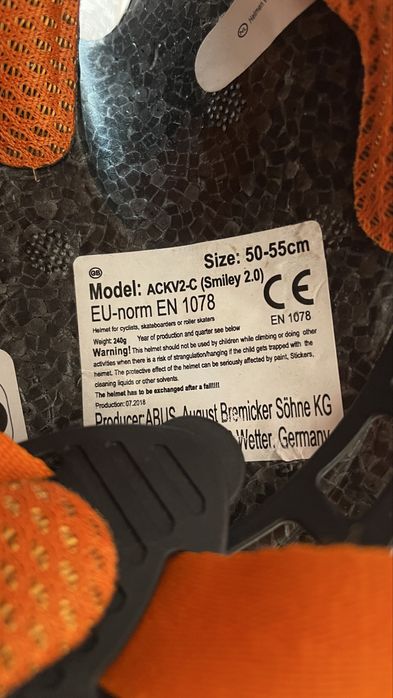 NL
Helmen
GB
Size: 50-55cm
Model: ACKV2-C (Smiley 2.0)
EU-norm EN 1078
CE
EN 1078
Helmet for cyclists, skateboarders or roller skaters
Weight: 240g Year of production and quarter see below
Warning! This helmet should not be used by children while climbing or doing other
activities when there is a risk of strangulation/hanging if the child gets trapped with the
helmet. The protective effect of the helmet can be seriously affected by paint, Stickers,
cleaning liquids or other solvents.
The helmet has to be exchanged after a fall!!!!
Production: 07.2018
Producer: ABUS August Bremicker Söhne KG
Wetter. Germany